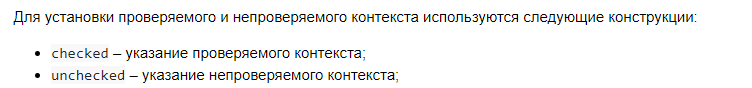 Для установки проверяемого и непроверяемого контекста используются следующие конструкции:
• checked – указание проверяемого контекста;
• unchecked – указание непроверяемого контекста;